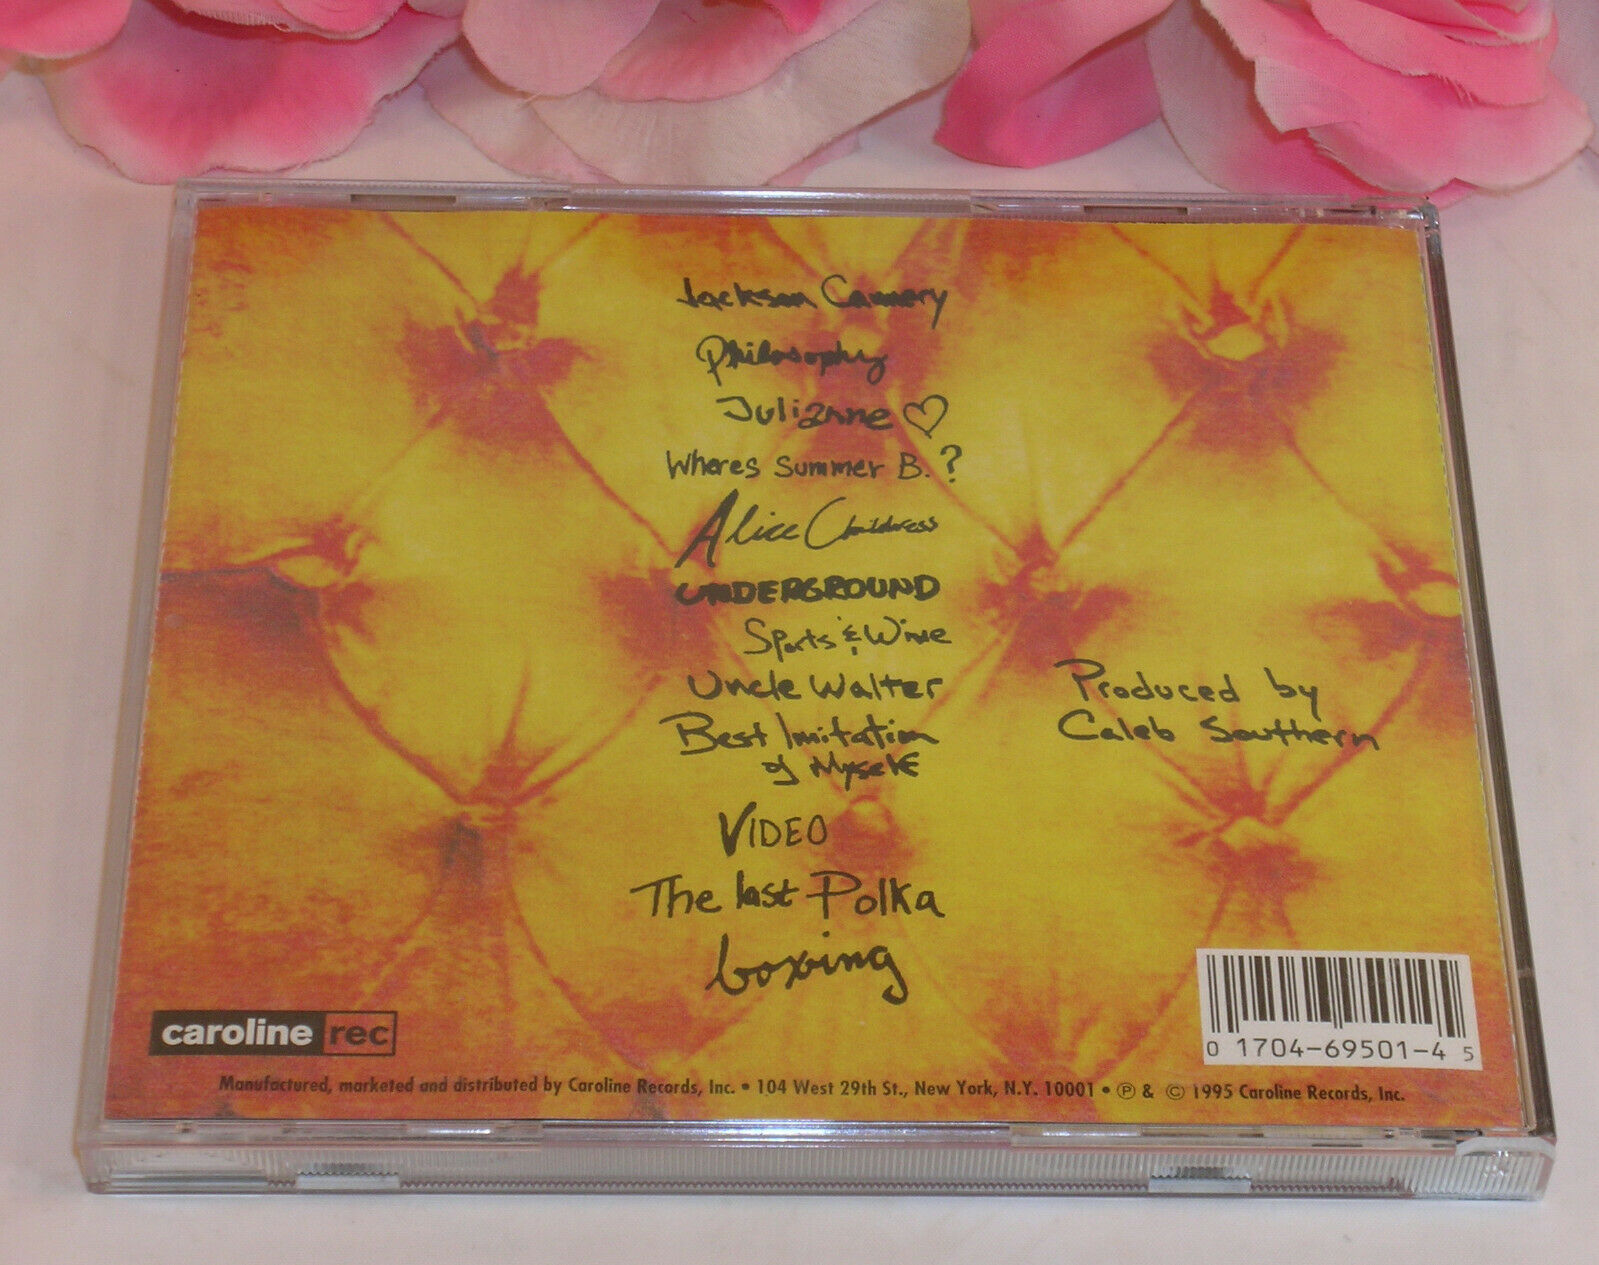 Jackson Cannery
Philosophy
Julianne ♡
Wheres Summer B. ?
Alice Childress
UNDERGROUND
Sports & Wine
Uncle Walter
Best Imitation
of Myself
VIDEO
The last Polka
boxing
Produced by
Caleb Southern
caroline rec
0 1704-69501-4 5
Manufactured, marketed and distributed by Caroline Records, Inc. • 104 West 29th St., New York, N.Y. 10001 • ℗ & © 1995 Caroline Records, Inc.